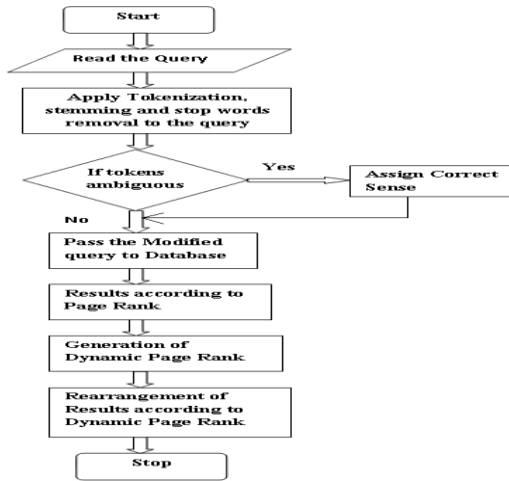 Start
Read the Query
Apply Tokenization,
stemming and stop words
removal to the query
If tokens
ambiguous
Yes
Assign Correct
Sense
No
Pass the Modified
query to Database
Results according to
Page Rank
Generation of
Dynamic Page Rank
Rearrangement of
Results according to
Dynamic Page Rank
Stop